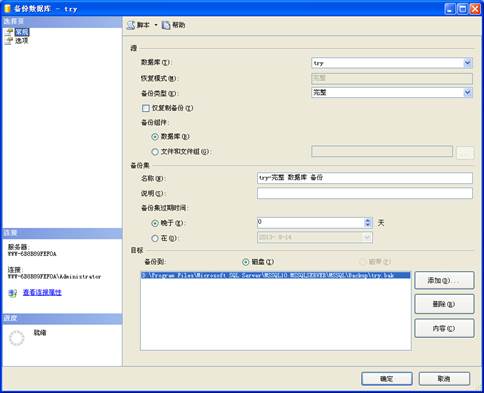 备份数据库 - try
选择页
常规
选项
脚本
帮助
源
数据库(T):
try
恢复模式(M):
完整
备份类型(K):
完整
仅复制备份(Y)
备份组件:
数据库(B)
文件和文件组(G):
...
备份集
名称(N):
try-完整 数据库 备份
说明(S):
备份集过期时间:
晚于(E):
0
天
在(O):
2013- 9-14
目标
备份到:
磁盘(I)
磁带(P)
D:\Program Files\Microsoft SQL Server\MSSQL10.MSSQLSERVER\MSSQL\Backup\try.bak
添加(D)...
删除(R)
内容(C)
连接
服务器:
WWW-6B8B89FEF0A
连接:
WWW-6B8B89FEF0A\Administrator
查看连接属性
进度
就绪
确定
取消